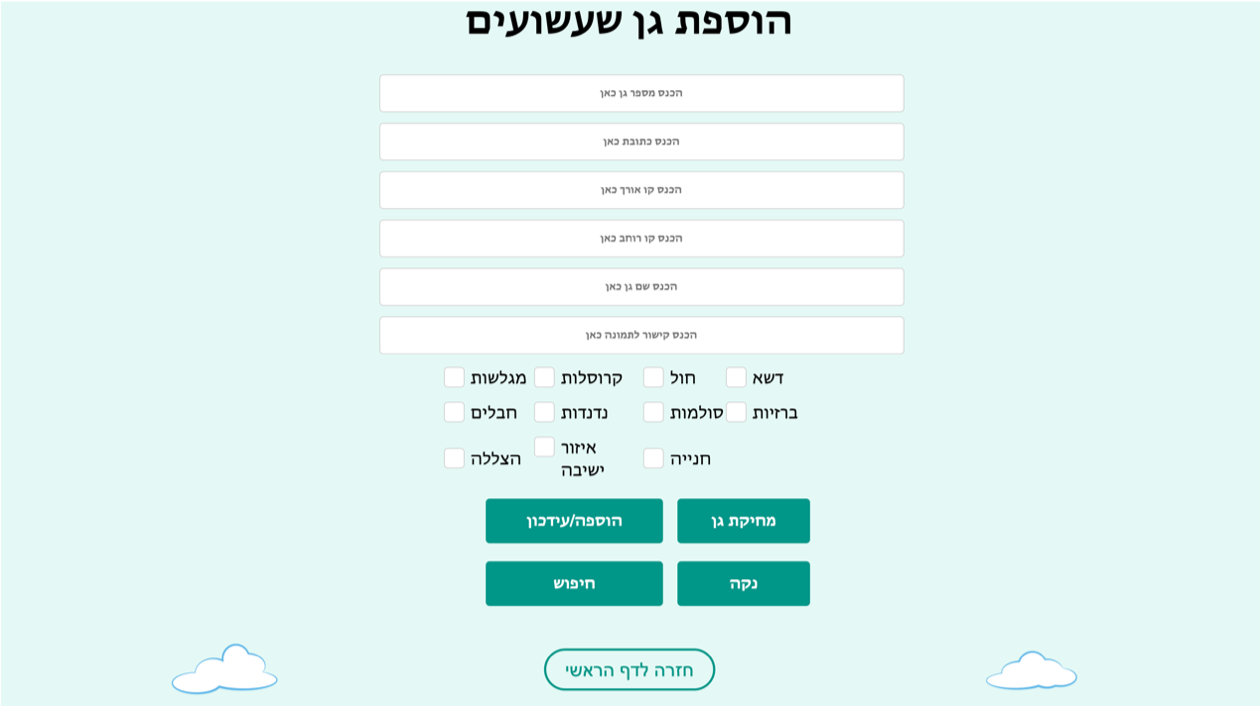 הוספת גן שעשועים
הכנס מספר גן כאן
הכנס כתובת כאן
הכנס קו אורך כאן
הכנס קו רוחב כאן
הכנס שם גן כאן
הכנס קישור לתמונה כאן
דשא חול קרוסלות מגלשות
ברזיות סולמות נדנדות חבלים
חנייה איזור ישיבה הצללה
מחיקת גן הוספה/עידכון
נקה חיפוש
חזרה לדף הראשי